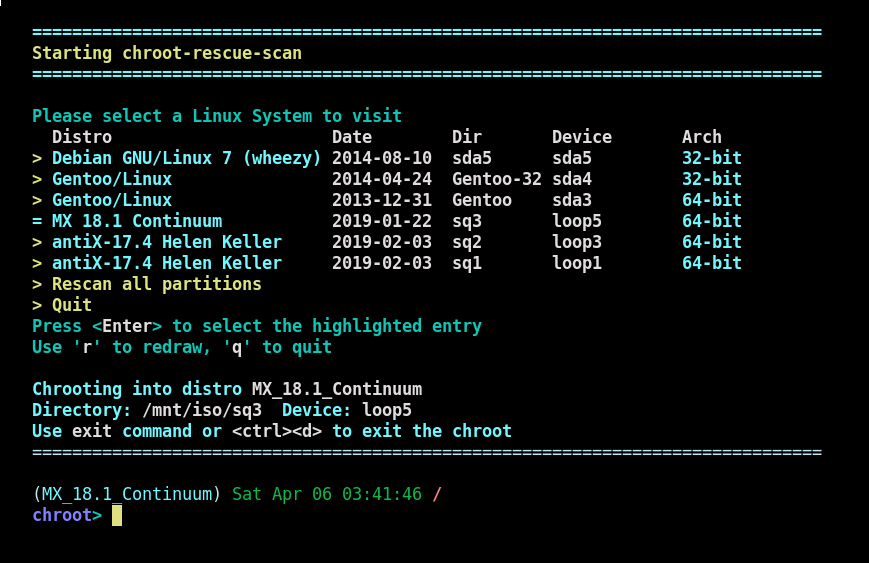 ===============================================================================
Starting chroot-rescue-scan
===============================================================================
Please select a Linux System to visit
  Distro                      Date        Dir       Device       Arch
> Debian GNU/Linux 7 (wheezy) 2014-08-10  sda5      sda5         32-bit
> Gentoo/Linux                2014-04-24  Gentoo-32 sda4         32-bit
> Gentoo/Linux                2013-12-31  Gentoo    sda3         64-bit
= MX 18.1 Continuum           2019-01-22  sq3       loop5        64-bit
> antiX-17.4 Helen Keller     2019-02-03  sq2       loop3        64-bit
> antiX-17.4 Helen Keller     2019-02-03  sq1       loop1        64-bit
> Rescan all partitions
> Quit
Press <Enter> to select the highlighted entry
Use 'r' to redraw, 'q' to quit
Chrooting into distro MX_18.1_Continuum
Directory: /mnt/iso/sq3  Device: loop5
Use exit command or <ctrl><d> to exit the chroot
===============================================================================
(MX_18.1_Continuum) Sat Apr 06 03:41:46 /
chroot>